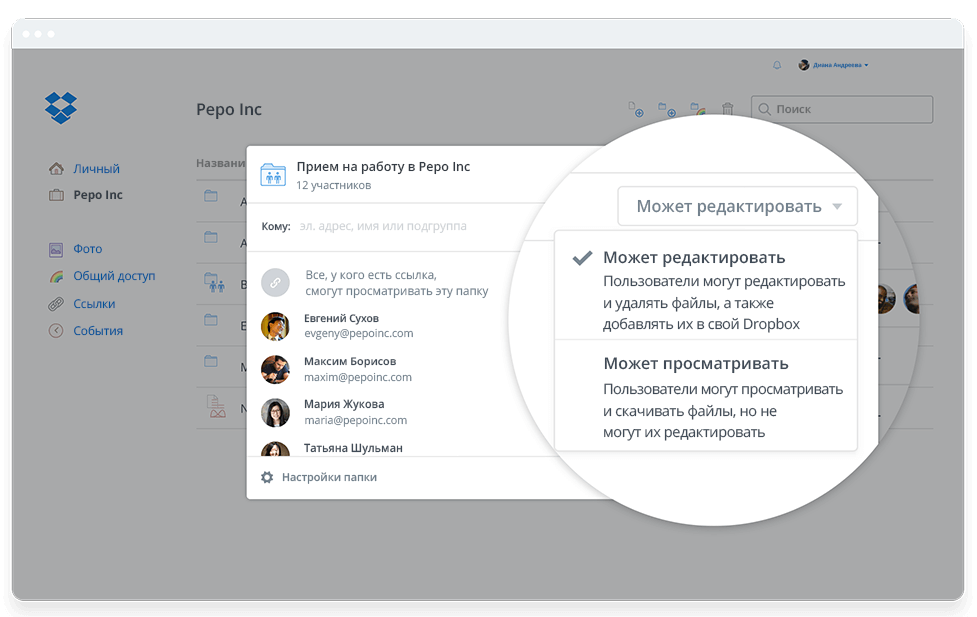 Диана Андреева
Pepo Inc
Поиск
Личный
Pepo Inc
Фото
Общий доступ
Ссылки
События
Прием на работу в Pepo Inc
12 участников
Кому: эл. адрес, имя или подгруппа
Все, у кого есть ссылка,
смогут просматривать эту папку
Евгений Сухов
evgeny@pepoinc.com
Максим Борисов
maxim@pepoinc.com
Мария Жукова
maria@pepoinc.com
Татьяна Шульман
Настройки папки
Может редактировать
Может редактировать
Пользователи могут редактировать
и удалять файлы, а также
добавлять их в свой Dropbox
Может просматривать
Пользователи могут просматривать
и скачивать файлы, но не
могут их редактировать